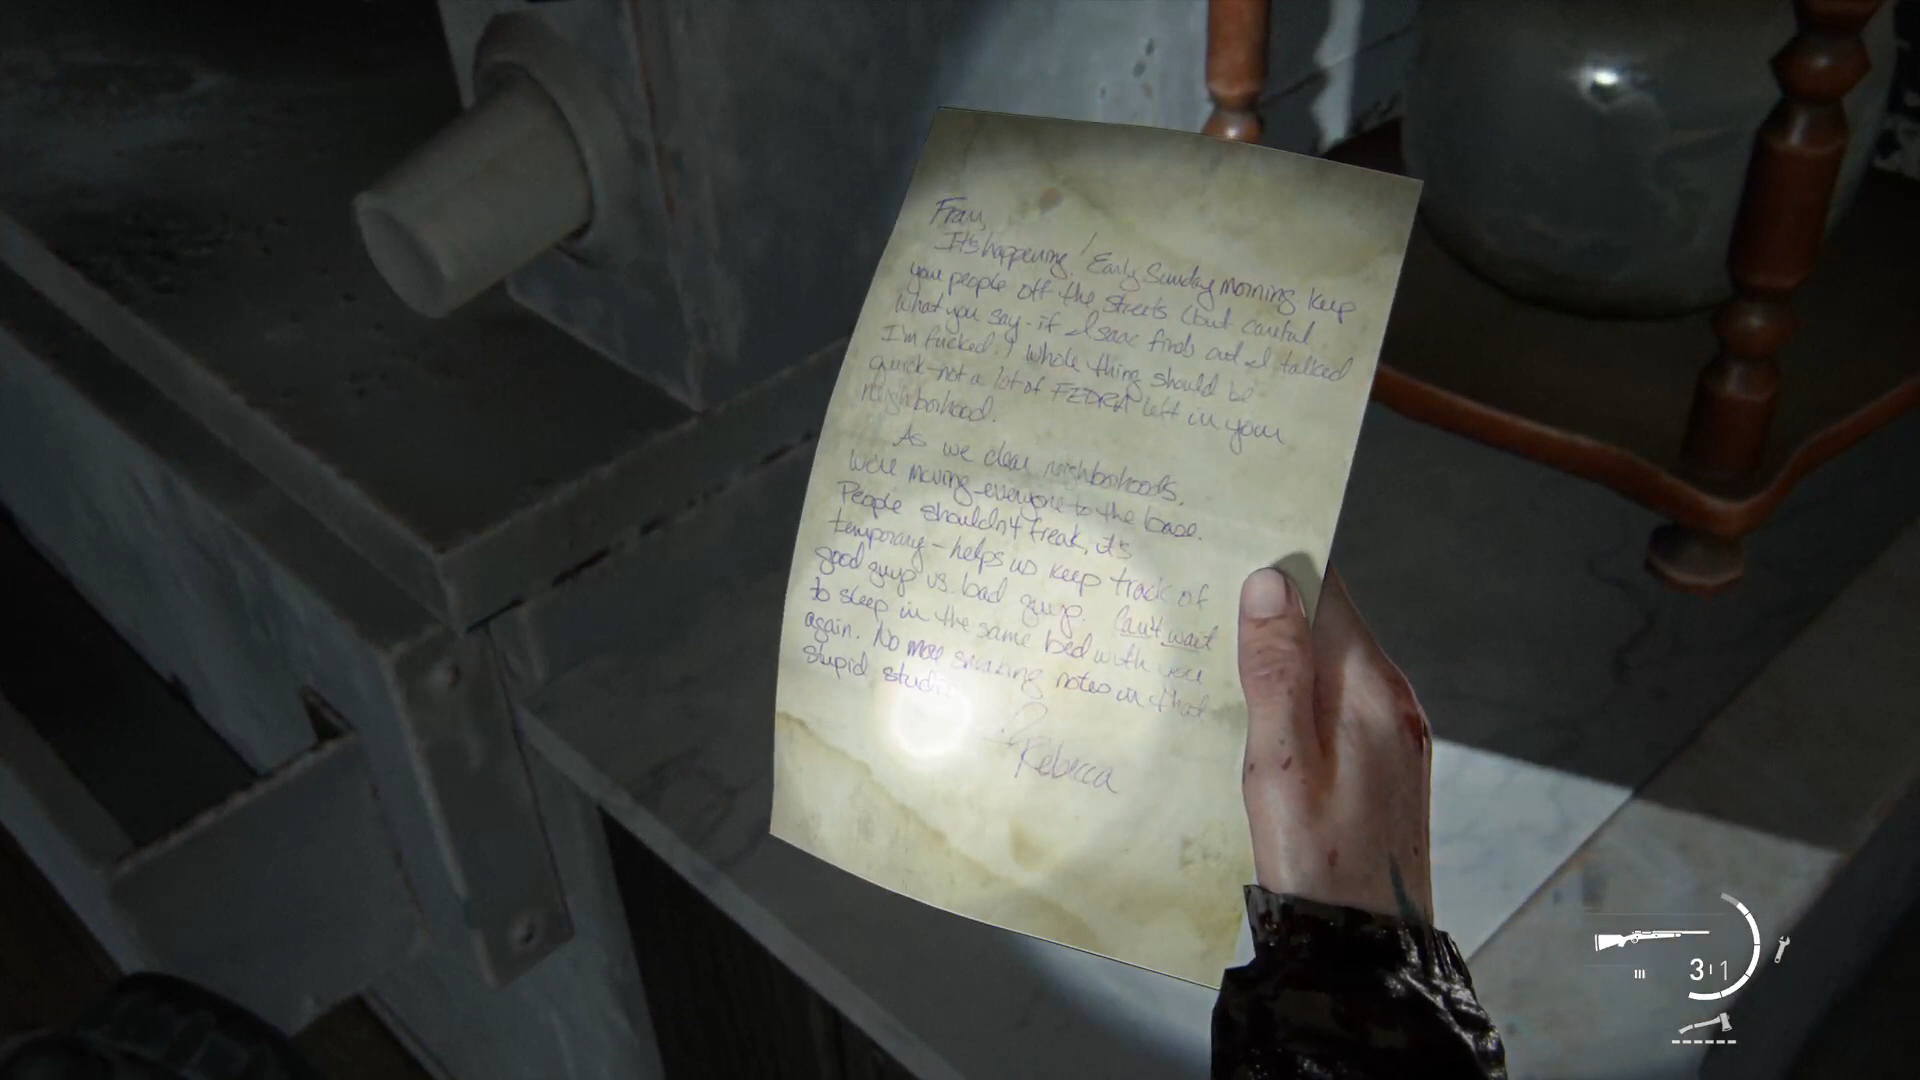 Fran,
It's happening! Early Sunday Morning keep
your people off the streets (but careful
what you say - if Isaac finds out I talked
I'm fucked.) Whole thing should be
quick-not a lot of FEDRA left in your
neighborhood.
As we clear neighborhoods,
we're moving everyone to the base.
People shouldn't freak, it's
temporary - helps us keep track of
good guys vs. bad guys. Can't wait
to sleep in the same bed with you
again. No more sneaking notes in that
stupid studio
Rebecca
3 1